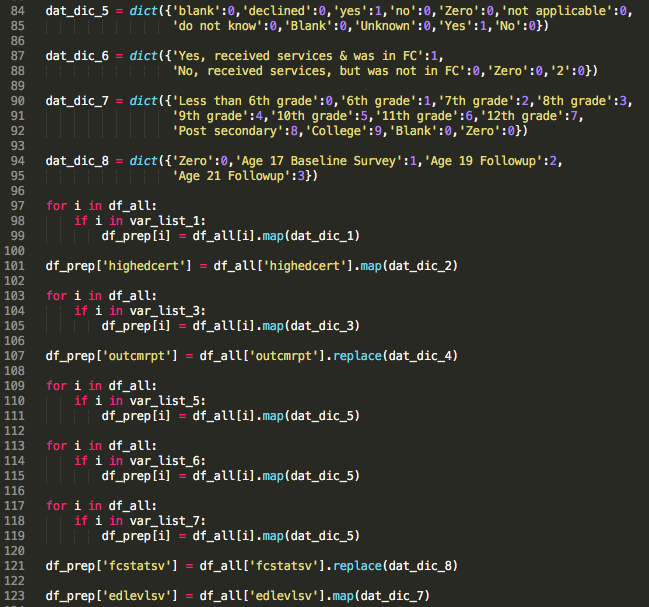 84 dat_dic_5 = dict({'blank':0,'declined':0,'yes':1,'no':0,'Zero':0,'not applicable':0,
85 'do not know':0,'Blank':0,'Unknown':0,'Yes':1,'No':0})
86
87 dat_dic_6 = dict({'Yes, received services & was in FC':1,
88 'No, received services, but was not in FC':0,'Zero':0,'2':0})
89
90 dat_dic_7 = dict({'Less than 6th grade':0,'6th grade':1,'7th grade':2,'8th grade':3,
91 '9th grade':4,'10th grade':5,'11th grade':6,'12th grade':7,
92 'Post secondary':8,'College':9,'Blank':0,'Zero':0})
93
94 dat_dic_8 = dict({'Zero':0,'Age 17 Baseline Survey':1,'Age 19 Followup':2,
95 'Age 21 Followup':3})
96
97 for i in df_all:
98 if i in var_list_1:
99 df_prep[i] = df_all[i].map(dat_dic_1)
100
101 df_prep['highedcert'] = df_all['highedcert'].map(dat_dic_2)
102
103 for i in df_all:
104 if i in var_list_3:
105 df_prep[i] = df_all[i].map(dat_dic_3)
106
107 df_prep['outcmrpt'] = df_all['outcmrpt'].replace(dat_dic_4)
108
109 for i in df_all:
110 if i in var_list_5:
111 df_prep[i] = df_all[i].map(dat_dic_5)
112
113 for i in df_all:
114 if i in var_list_6:
115 df_prep[i] = df_all[i].map(dat_dic_5)
116
117 for i in df_all:
118 if i in var_list_7:
119 df_prep[i] = df_all[i].map(dat_dic_5)
120
121 df_prep['fcstatsv'] = df_all['fcstatsv'].replace(dat_dic_8)
122
123 df_prep['edlevlsv'] = df_all['edlevlsv'].map(dat_dic_7)